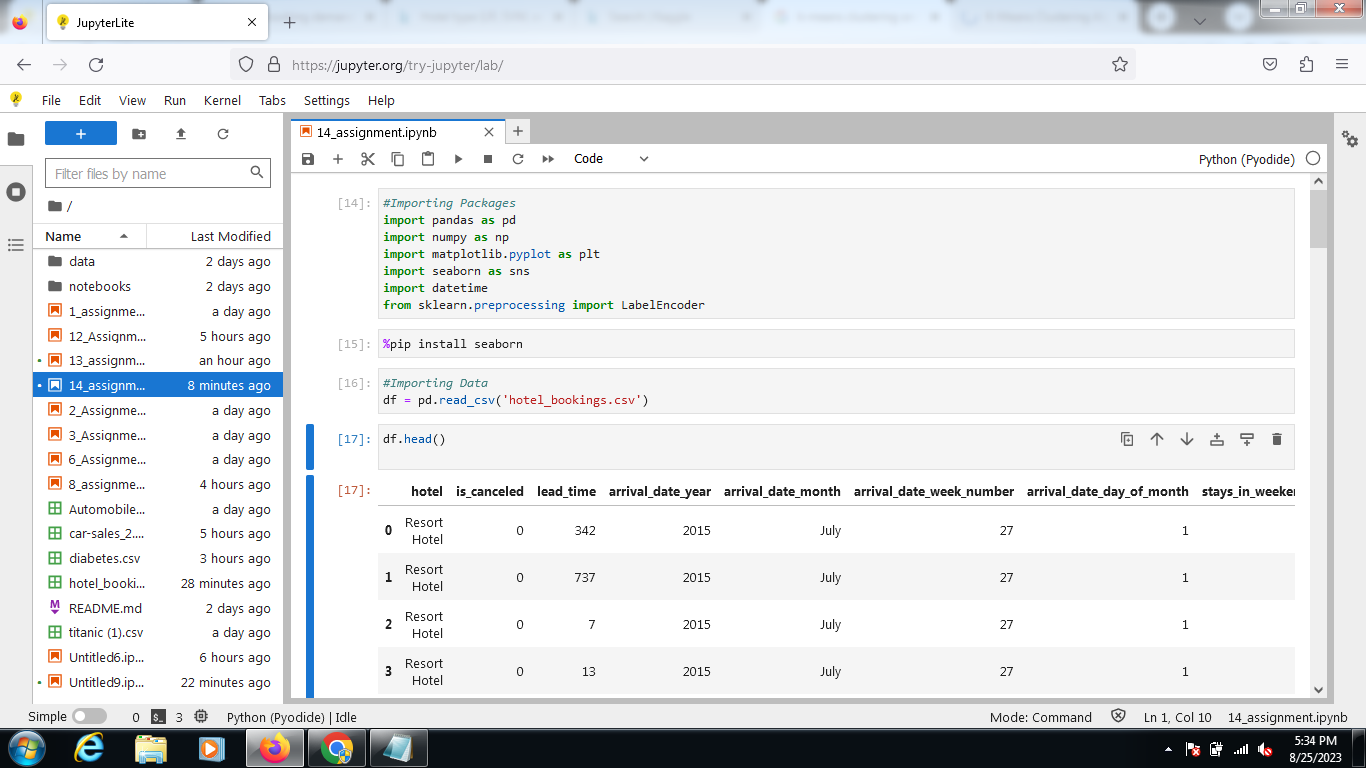 JupyterLite
https://jupyter.org/try-jupyter/lab/
File Edit View Run Kernel Tabs Settings Help
14_assignment.ipynb
Filter files by name
Code
Python (Pyodide)
/
Name Last Modified
data 2 days ago
notebooks 2 days ago
1_assignme... a day ago
12_Assignm... 5 hours ago
13_assignm... an hour ago
14_assignm... 8 minutes ago
2_Assignme... a day ago
3_Assignme... a day ago
6_Assignme... a day ago
8_assignme... 4 hours ago
Automobile... a day ago
car-sales_2.... 5 hours ago
diabetes.csv 3 hours ago
hotel_booki... 28 minutes ago
README.md 2 days ago
titanic (1).csv a day ago
Untitled6.ip... 6 hours ago
Untitled9.ip... 22 minutes ago
[14]: #Importing Packages
import pandas as pd
import numpy as np
import matplotlib.pyplot as plt
import seaborn as sns
import datetime
from sklearn.preprocessing import LabelEncoder
[15]: %pip install seaborn
[16]: #Importing Data
df = pd.read_csv('hotel_bookings.csv')
[17]: df.head()
[17]: hotel is_canceled lead_time arrival_date_year arrival_date_month arrival_date_week_number arrival_date_day_of_month stays_in_weeken
0 Resort Hotel 0 342 2015 July 27 1
1 Resort Hotel 0 737 2015 July 27 1
2 Resort Hotel 0 7 2015 July 27 1
3 Resort Hotel 0 13 2015 July 27 1
Simple 0 3 Python (Pyodide) | Idle Mode: Command Ln 1, Col 10 14_assignment.ipynb
5:34 PM
8/25/2023